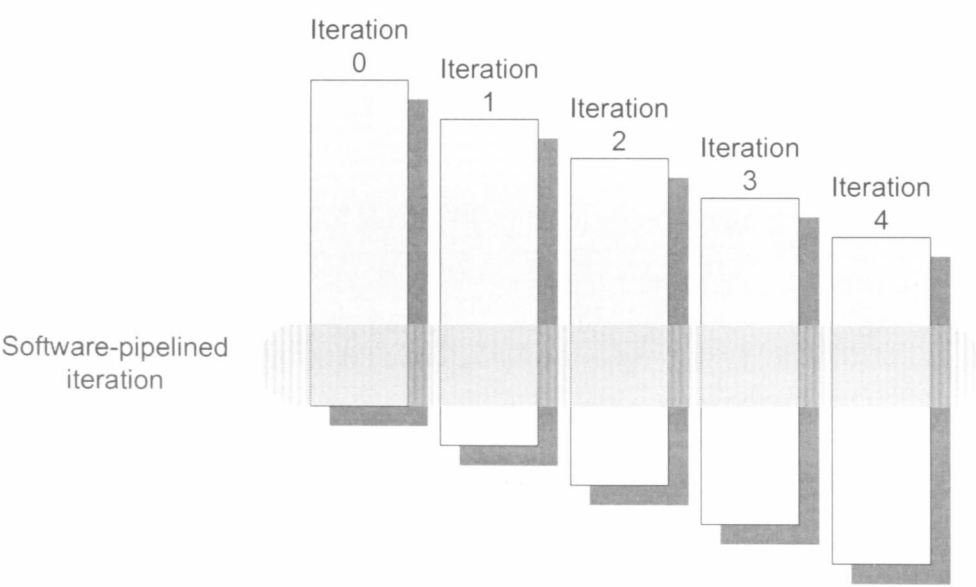 Iteration
0
Iteration
1
Iteration
2
Iteration
3
Iteration
4
Software-pipelined
iteration